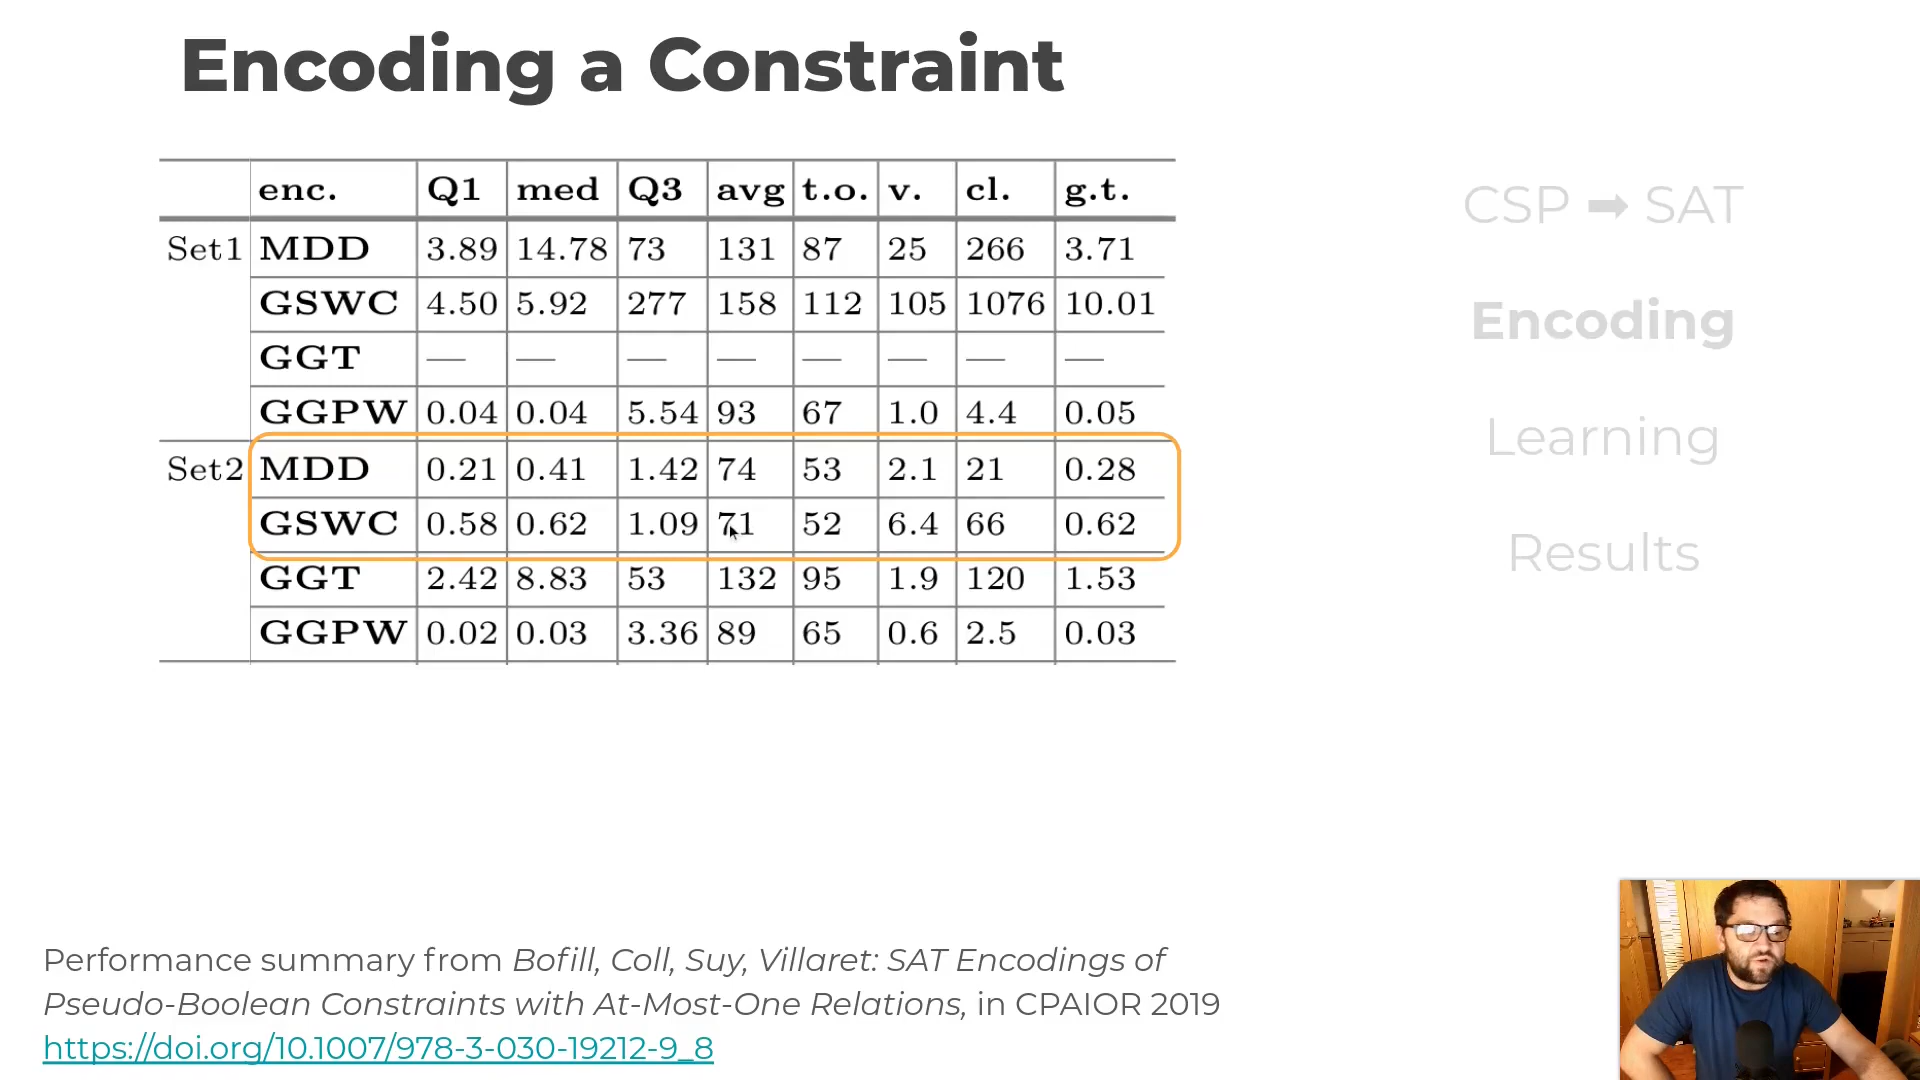 Encoding a Constraint
enc. Q1 med Q3 avg t.o. v. cl. g.t.
Set1 MDD 3.89 14.78 73 131 87 25 266 3.71
GSWC 4.50 5.92 277 158 112 105 1076 10.01
GGT — — — — — — — —
GGPW 0.04 0.04 5.54 93 67 1.0 4.4 0.05
Set2 MDD 0.21 0.41 1.42 74 53 2.1 21 0.28
GSWC 0.58 0.62 1.09 71 52 6.4 66 0.62
GGT 2.42 8.83 53 132 95 1.9 120 1.53
GGPW 0.02 0.03 3.36 89 65 0.6 2.5 0.03
CSP ➡ SAT
Encoding
Learning
Results
Performance summary from Bofill, Coll, Suy, Villaret: SAT Encodings of
Pseudo-Boolean Constraints with At-Most-One Relations, in CPAIOR 2019
https://doi.org/10.1007/978-3-030-19212-9_8